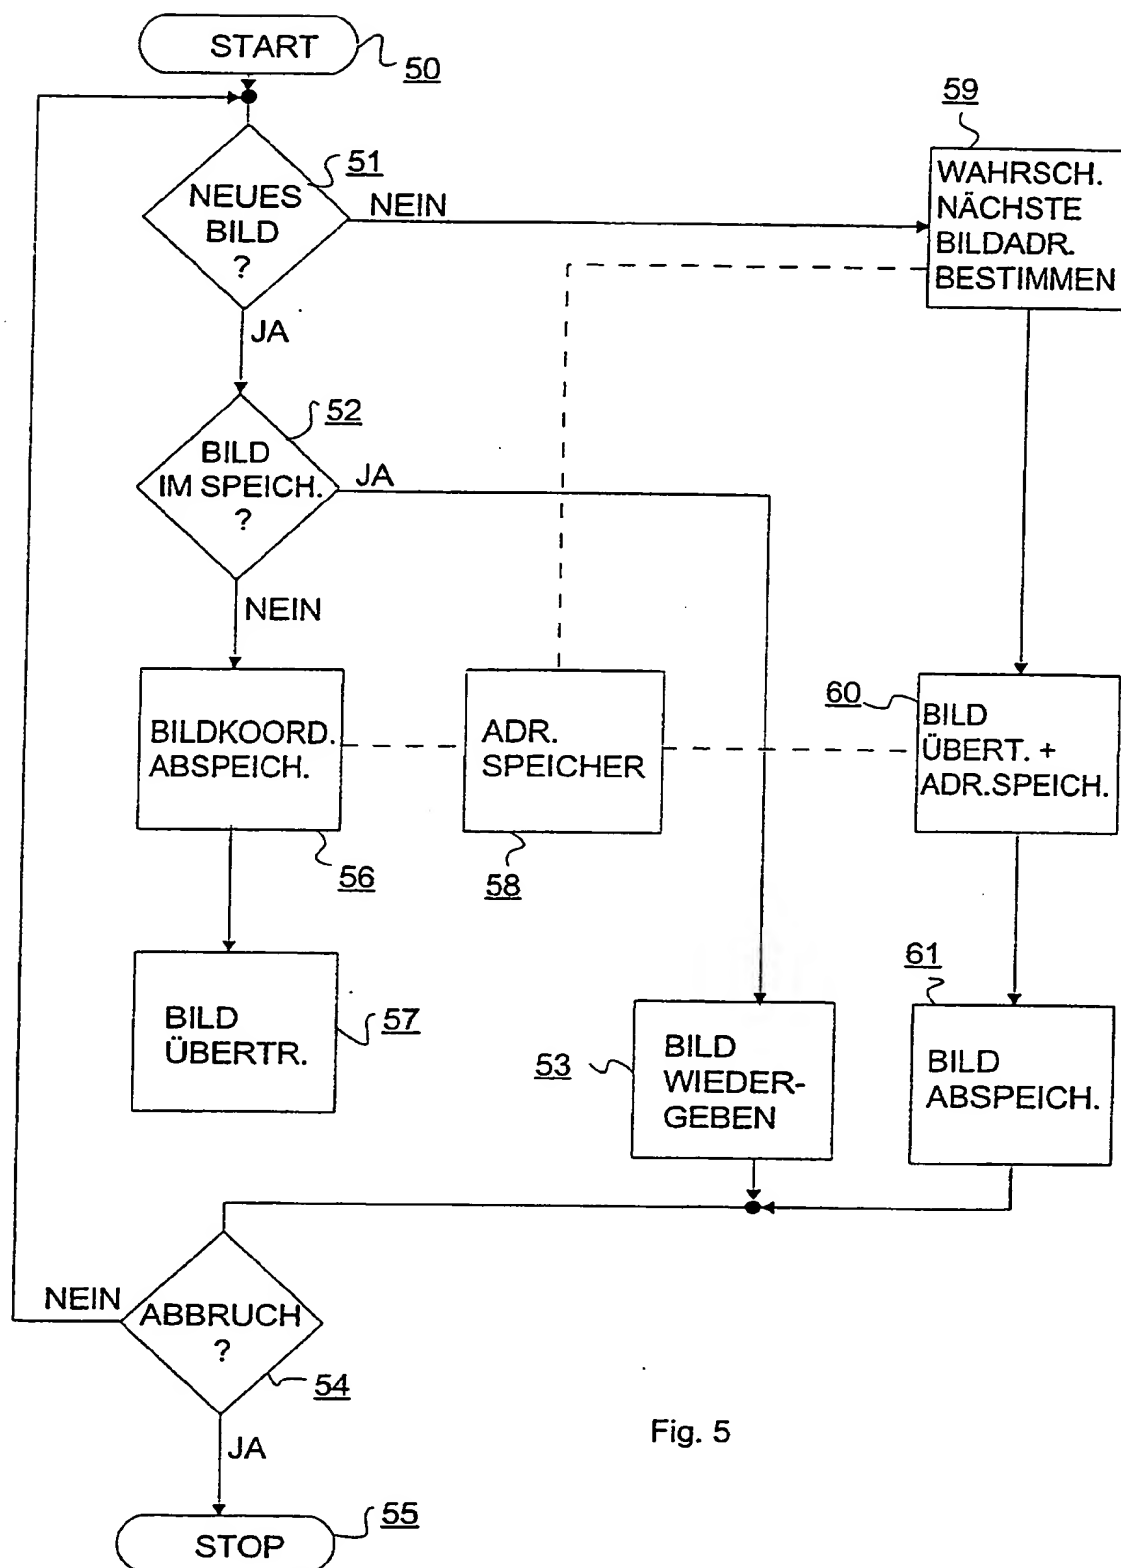 START
50
59
51
NEUES
BILD
?
NEIN
WAHRSCH.
NÄCHSTE
BILDADR.
BESTIMMEN
JA
52
BILD
IM SPEICH.
?
JA
NEIN
BILDKOORD.
ABSPEICH.
56
ADR.
SPEICHER
58
60
BILD
ÜBERT. +
ADR.SPEICH.
BILD
ÜBERTR.
57
53
BILD
WIEDER-
GEBEN
61
BILD
ABSPEICH.
NEIN
ABBRUCH
?
54
JA
Fig. 5
STOP
55